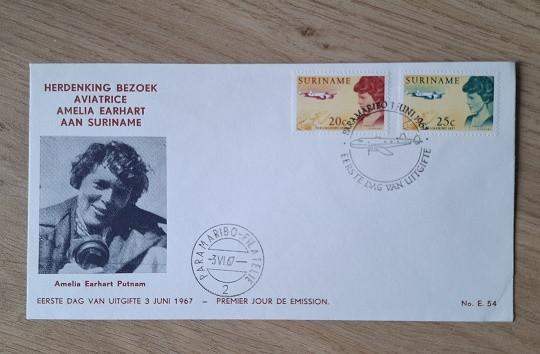 HERDENKING BEZOEK
AVIATRICE
AMELIA EARHART
AAN SURINAME
SURINAME
20c
SURINAME
25c
PARAMARIBO 3 JUNI 1967
EERSTE DAG VAN UITGIFTE
PARAMARIBO-FILATELIE
-3.VI.67-
2
Amelia Earhart Putnam
EERSTE DAG VAN UITGIFTE 3 JUNI 1967 – PREMIER JOUR DE EMISSION.
No. E. 54